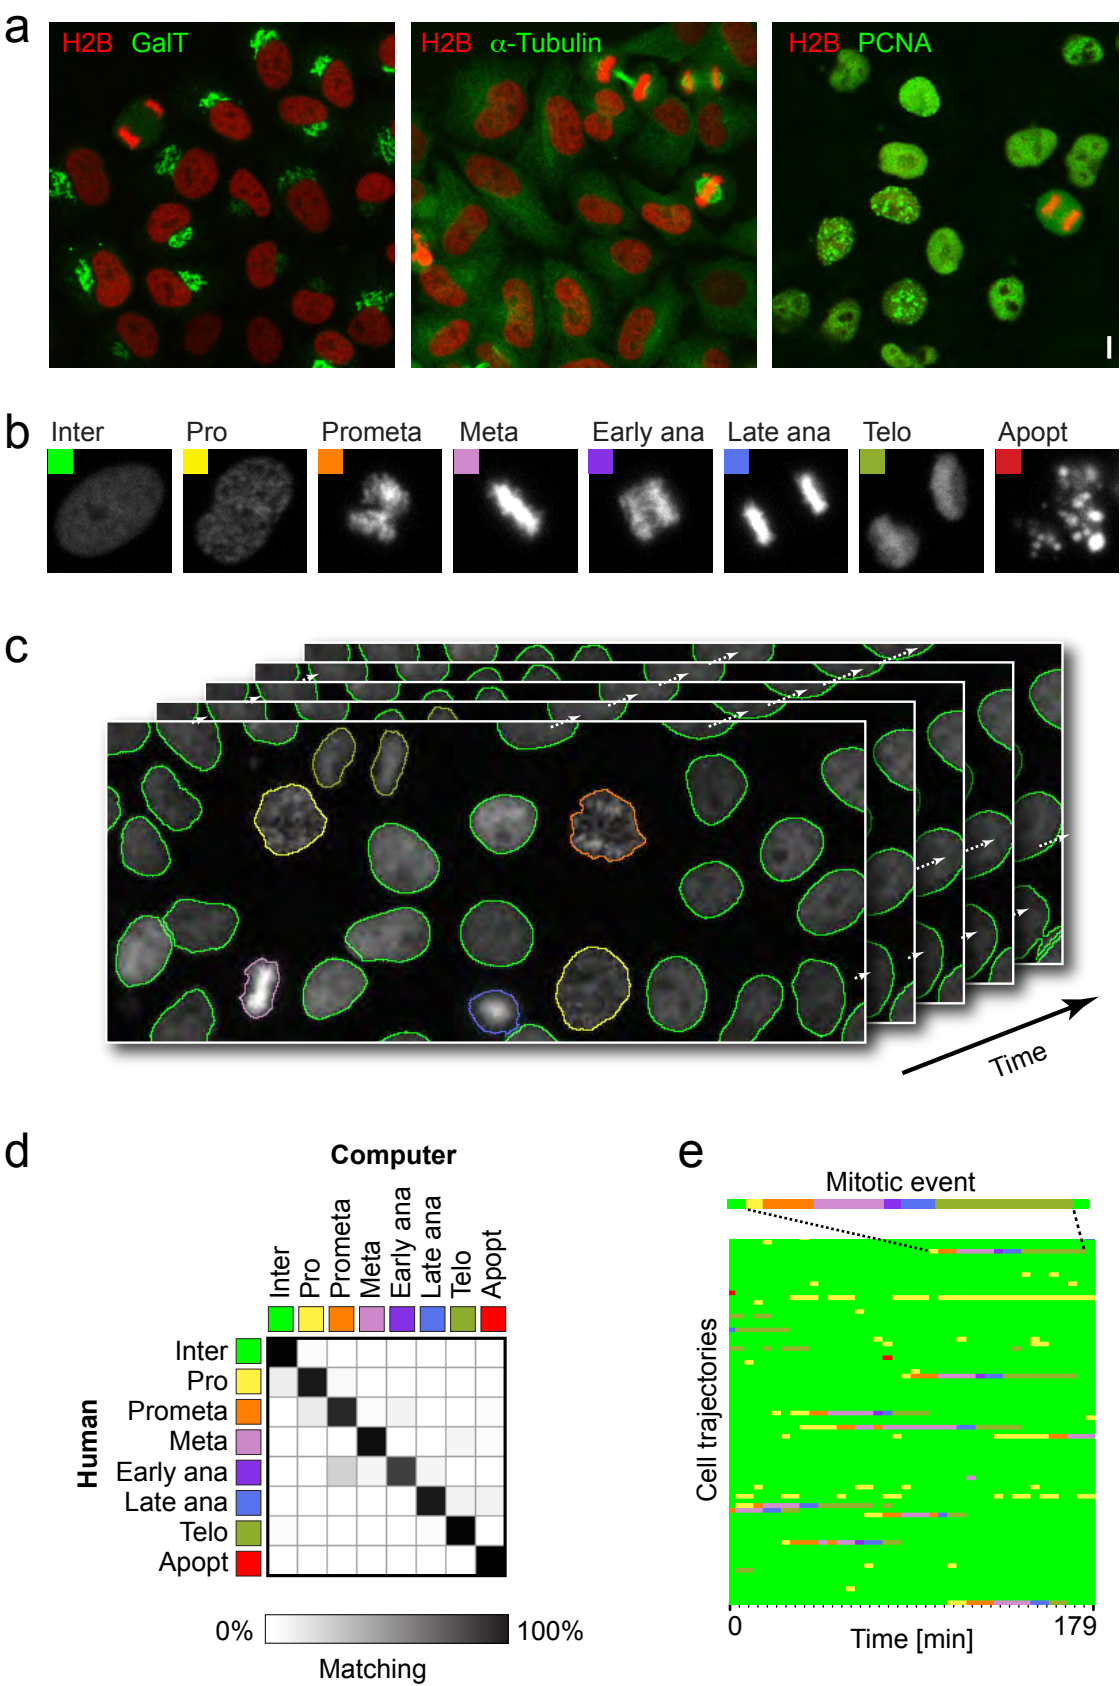 a
H2B GalT
H2B α-Tubulin
H2B PCNA
b
Inter
Pro
Prometa
Meta
Early ana
Late ana
Telo
Apopt
c
Time
d
Computer
Inter
Pro
Prometa
Meta
Early ana
Late ana
Telo
Apopt
Human
Inter
Pro
Prometa
Meta
Early ana
Late ana
Telo
Apopt
0% 100%
Matching
e
Mitotic event
Cell trajectories
0 179
Time [min]